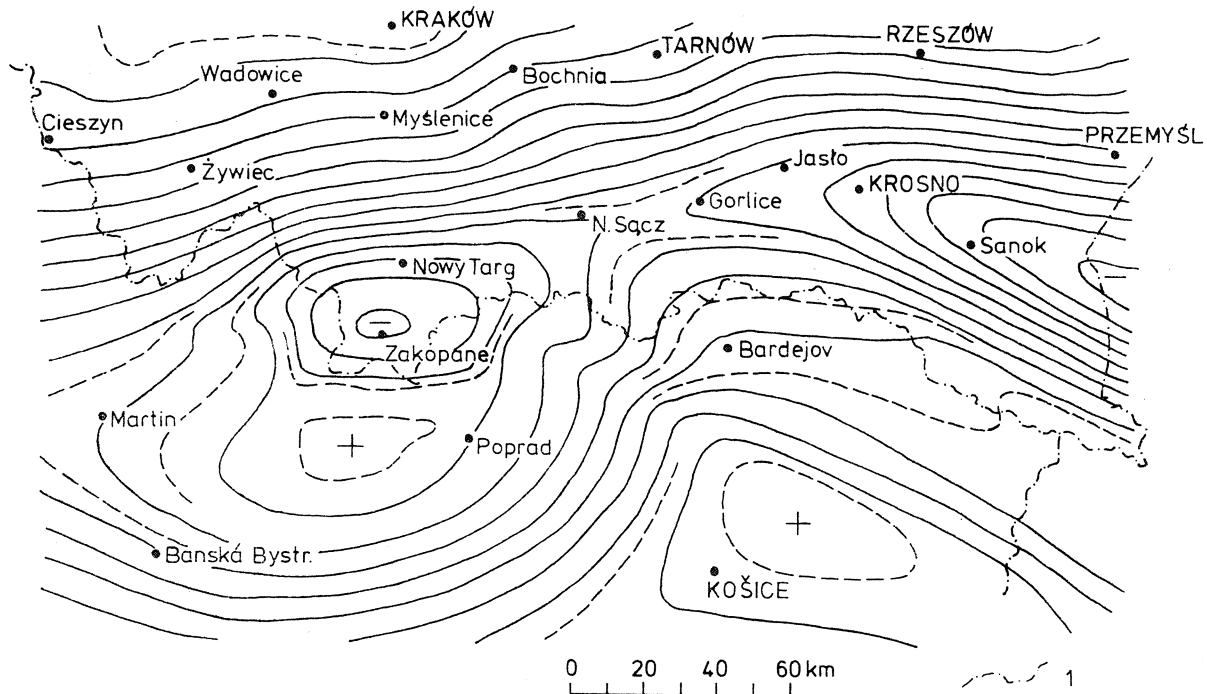 KRAKÓW
RZESZÓW
TARNÓW
Wadowice
Bochnia
Myślenice
Cieszyn
PRZEMYŚL
Jasło
Żywiec
KROSNO
Gorlice
N. Sącz
Sanok
Nowy Targ
−
−
Zakopane
Bardejov
Martin
+
Poprad
+
Banská Bystr.
KOŠICE
0 20 40 60 km
1